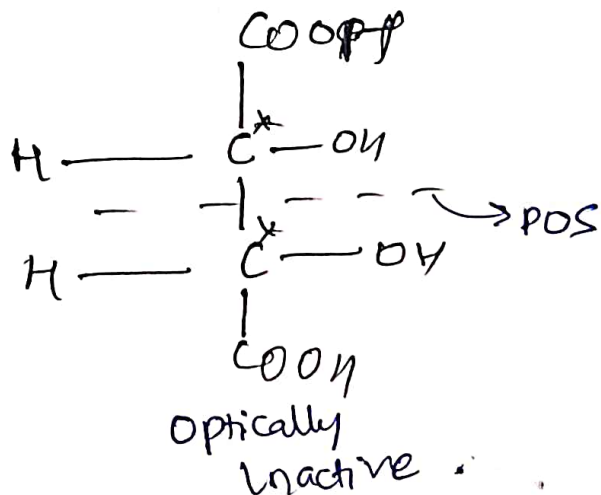 COOH
H C* OH
POS
H C* OH
COOH
Optically
Inactive.